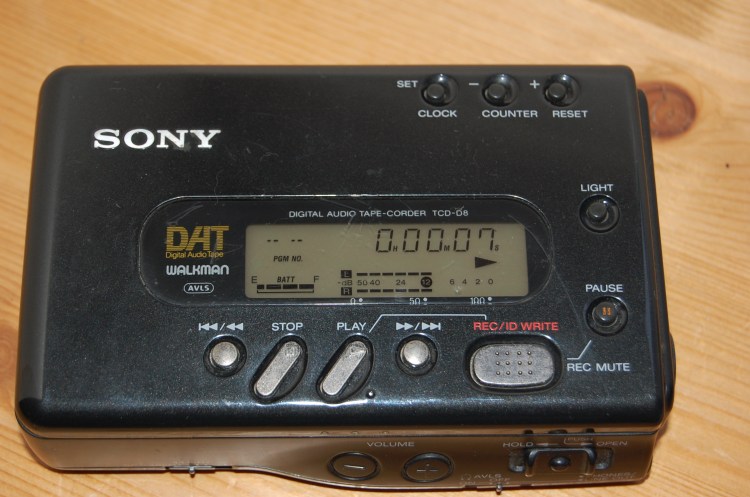 SET − +
CLOCK COUNTER RESET
SONY
LIGHT
DIGITAL AUDIO TAPE-CORDER TCD-D8
DAT
Digital Audio Tape
WALKMAN
AVLS
-- -- 0H00M07S
PGM NO.
E BATT F
L
-dB 50 40 24 12 6 4 2 0
R
0 50 100
PAUSE
STOP PLAY REC/ID WRITE
REC MUTE
VOLUME
− +
HOLD OPEN
AVLS